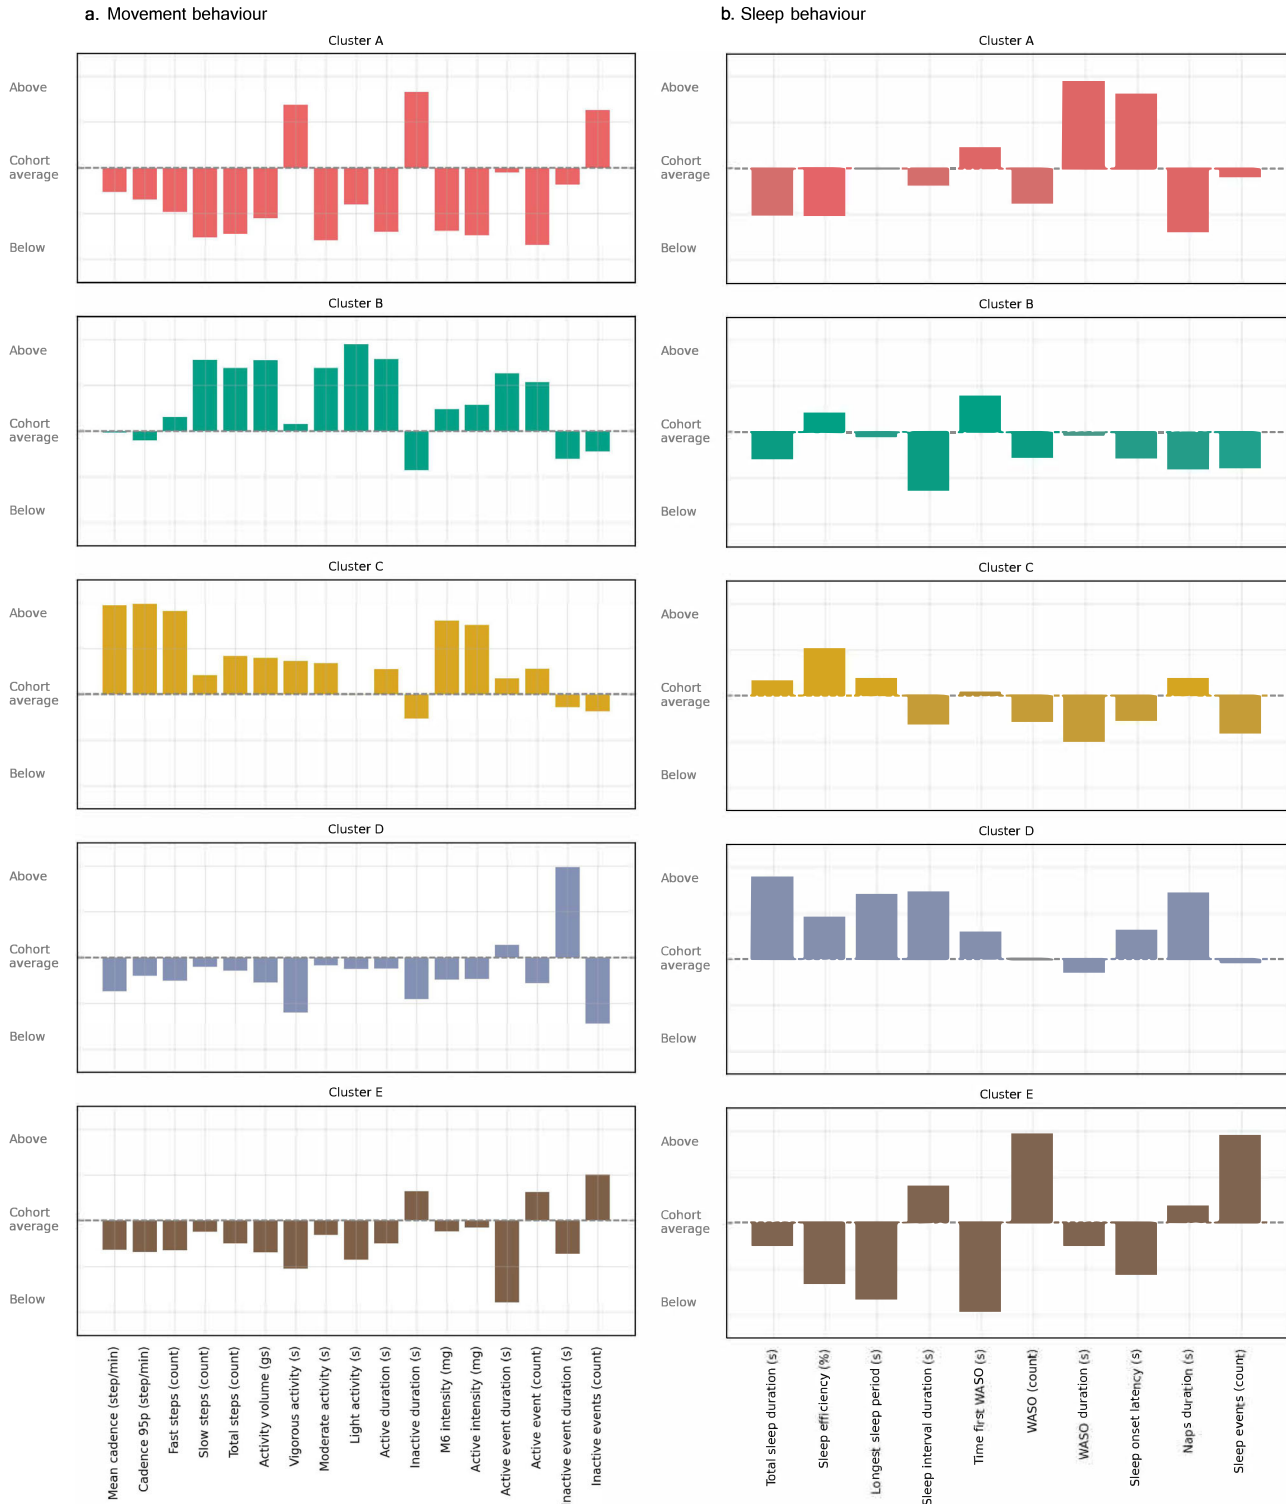 a. Movement behaviour
Cluster A
Above
Cohort
average
Below
Cluster B
Above
Cohort
average
Below
Cluster C
Above
Cohort
average
Below
Cluster D
Above
Cohort
average
Below
Cluster E
Above
Cohort
average
Below
Mean cadence (step/min)
Cadence 95p (step/min)
Fast steps (count)
Slow steps (count)
Total steps (count)
Activity volume (gs)
Vigorous activity (s)
Moderate activity (s)
Light activity (s)
Active duration (s)
Inactive duration (s)
M6 intensity (mg)
Active intensity (mg)
Active event duration (s)
Active event (count)
Inactive event duration (s)
Inactive events (count)
b. Sleep behaviour
Cluster A
Above
Cohort
average
Below
Cluster B
Above
Cohort
average
Below
Cluster C
Above
Cohort
average
Below
Cluster D
Above
Cohort
average
Below
Cluster E
Above
Cohort
average
Below
Total sleep duration (s)
Sleep efficiency (%)
Longest sleep period (s)
Sleep interval duration (s)
Time first WASO (s)
WASO (count)
WASO duration (s)
Sleep onset latency (s)
Naps duration (s)
Sleep events (count)